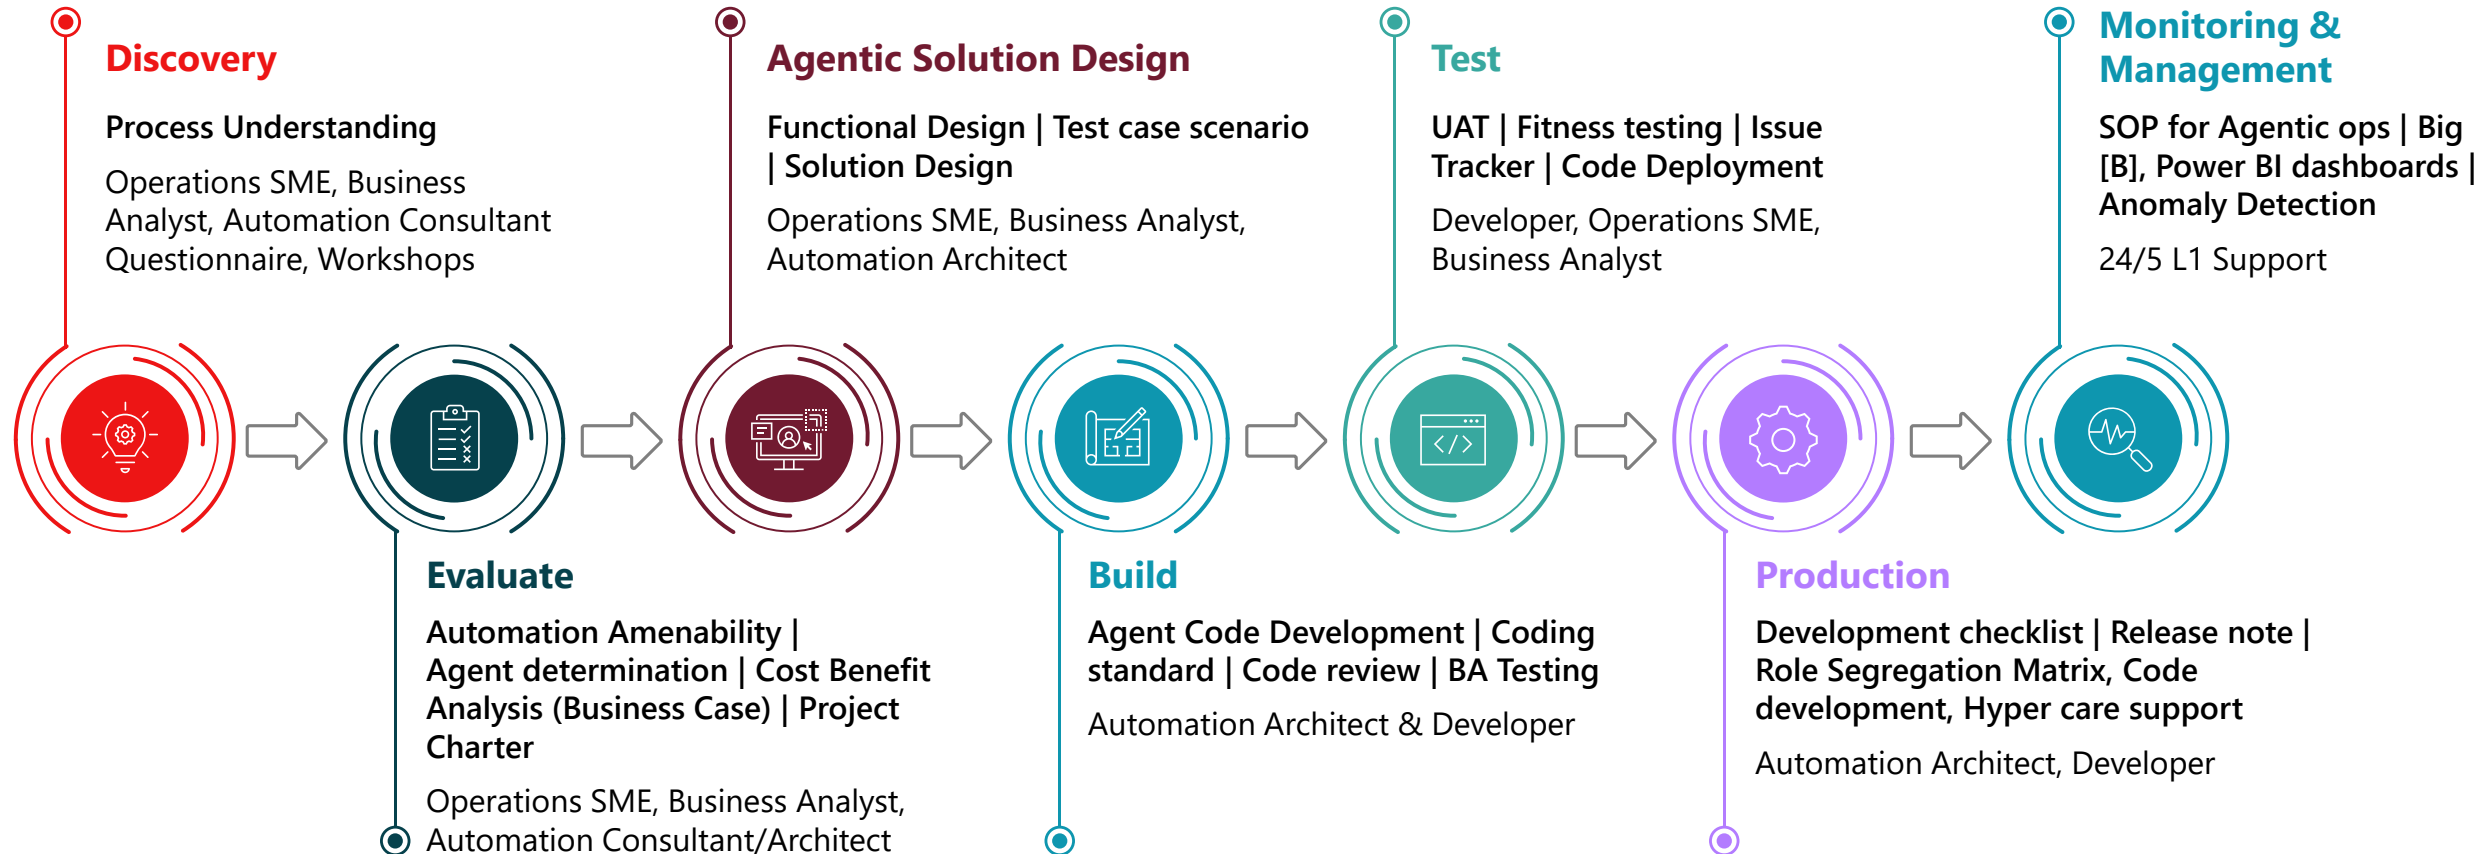 Discovery
Process Understanding
Operations SME, Business
Analyst, Automation Consultant
Questionnaire, Workshops
Evaluate
Automation Amenability |
Agent determination | Cost Benefit
Analysis (Business Case) | Project
Charter
Operations SME, Business Analyst,
Automation Consultant/Architect
Agentic Solution Design
Functional Design | Test case scenario
| Solution Design
Operations SME, Business Analyst,
Automation Architect
Build
Agent Code Development | Coding
standard | Code review | BA Testing
Automation Architect & Developer
Test
UAT | Fitness testing | Issue
Tracker | Code Deployment
Developer, Operations SME,
Business Analyst
</>
Production
Development checklist | Release note |
Role Segregation Matrix, Code
development, Hyper care support
Automation Architect, Developer
Monitoring &
Management
SOP for Agentic ops | Big
[B], Power BI dashboards |
Anomaly Detection
24/5 L1 Support